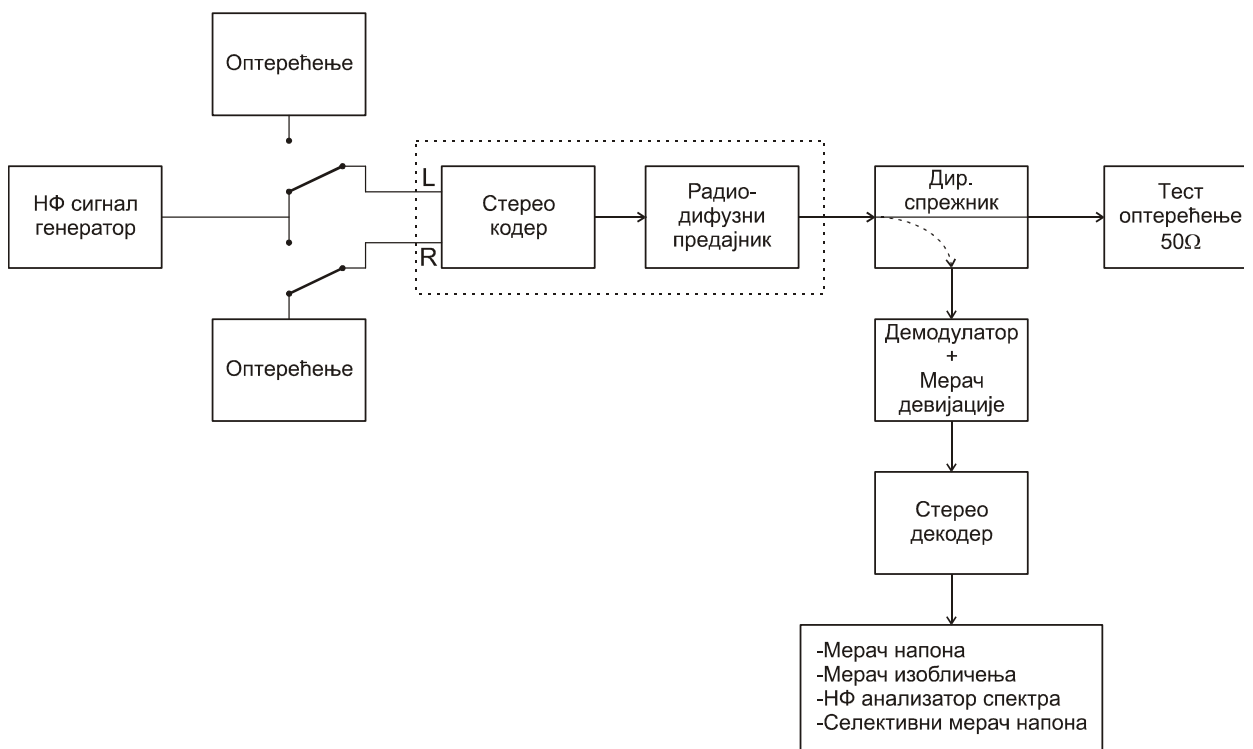 Оптерећење
НФ сигнал
генератор
L
R
Стерео
кодер
Радио-
дифузни
предајник
Дир.
спрежник
Тест
оптерећење
50Ω
Оптерећење
Демодулатор
+
Мерач
девијације
Стерео
декодер
-Мерач напона
-Мерач изобличења
-НФ анализатор спектра
-Селективни мерач напона